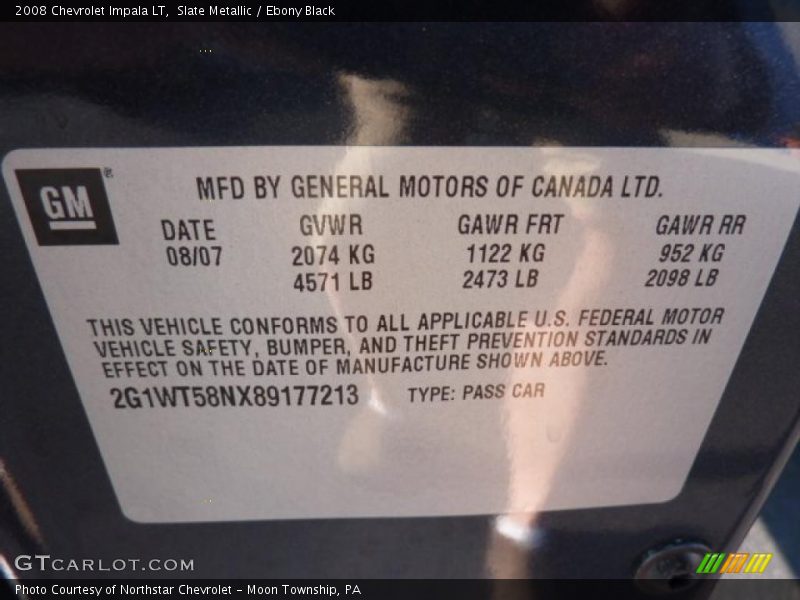 2008 Chevrolet Impala LT,  Slate Metallic / Ebony Black
GM®
MFD BY GENERAL MOTORS OF CANADA LTD.
DATE GVWR GAWR FRT GAWR RR
08/07 2074 KG 1122 KG 952 KG
4571 LB 2473 LB 2098 LB
THIS VEHICLE CONFORMS TO ALL APPLICABLE U.S. FEDERAL MOTOR
VEHICLE SAFETY, BUMPER, AND THEFT PREVENTION STANDARDS IN
EFFECT ON THE DATE OF MANUFACTURE SHOWN ABOVE.
2G1WT58NX89177213 TYPE: PASS CAR
GTCARLOT.COM
Photo Courtesy of Northstar Chevrolet - Moon Township, PA